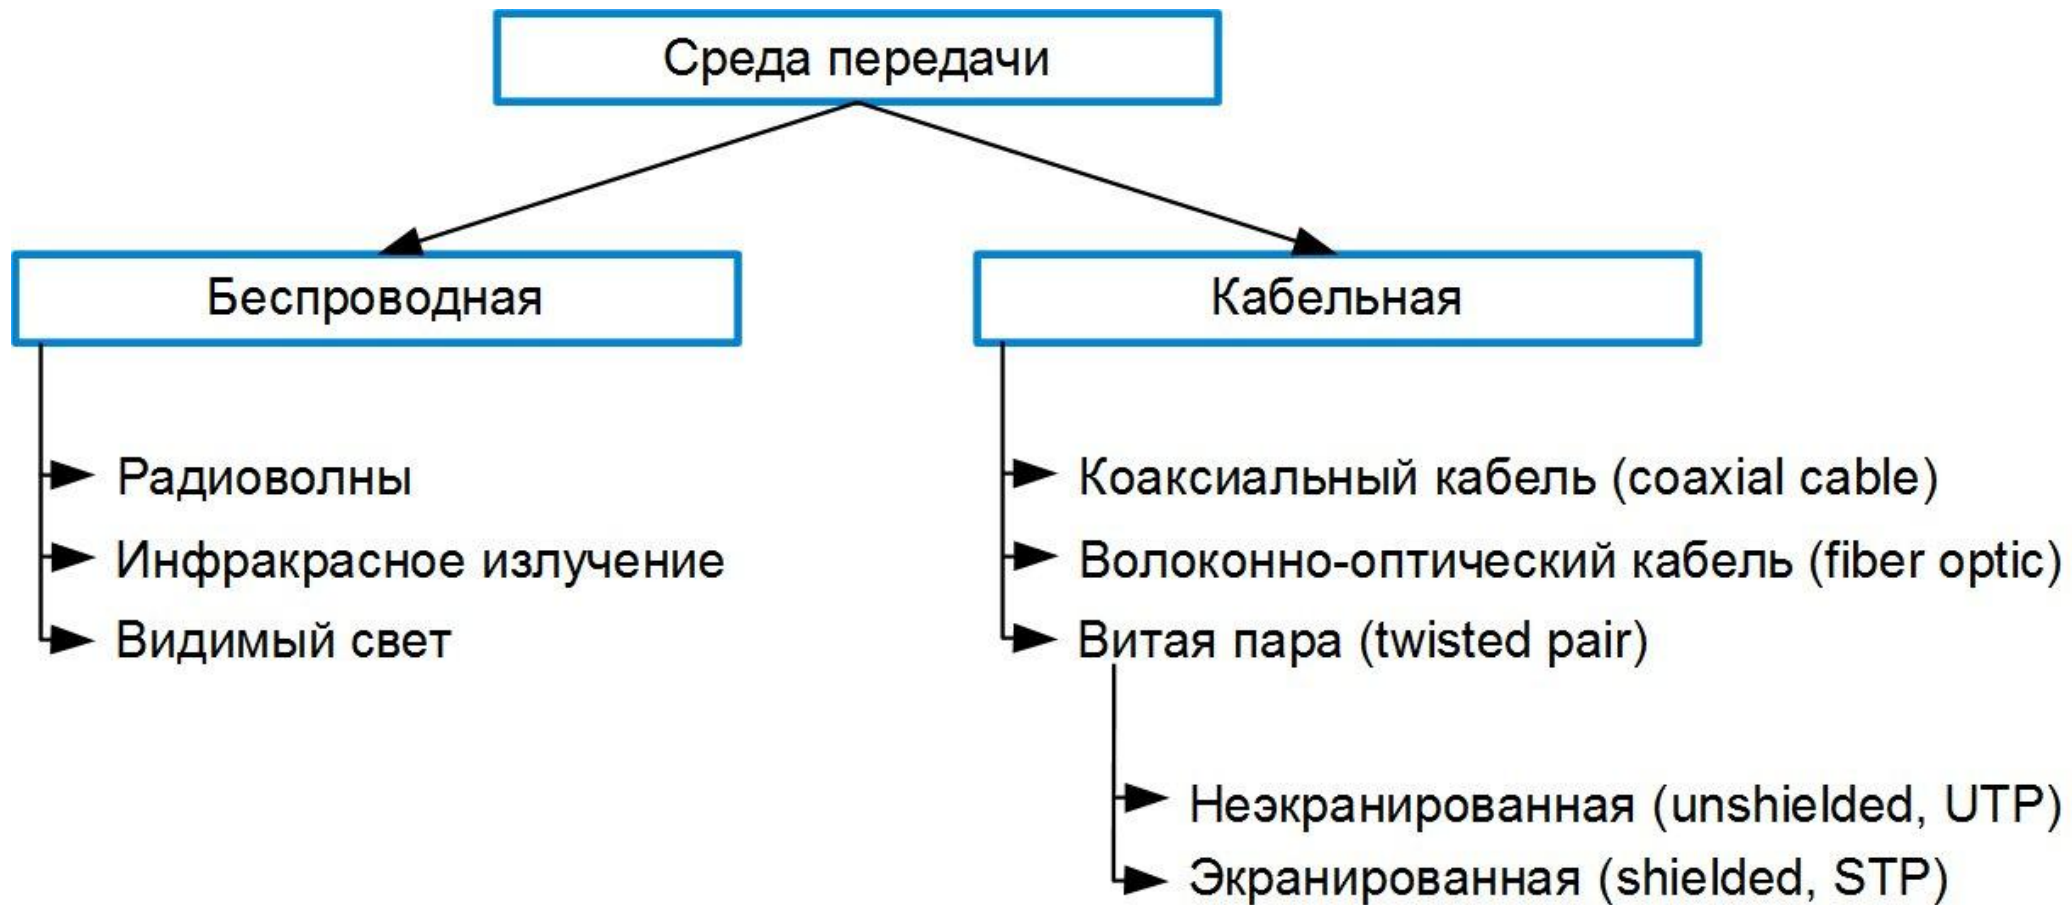 Среда передачи
Беспроводная
Радиоволны
Инфракрасное излучение
Видимый свет
Кабельная
Коаксиальный кабель (coaxial cable)
Волоконно-оптический кабель (fiber optic)
Витая пара (twisted pair)
Неэкранированная (unshielded, UTP)
Экранированная (shielded, STP)